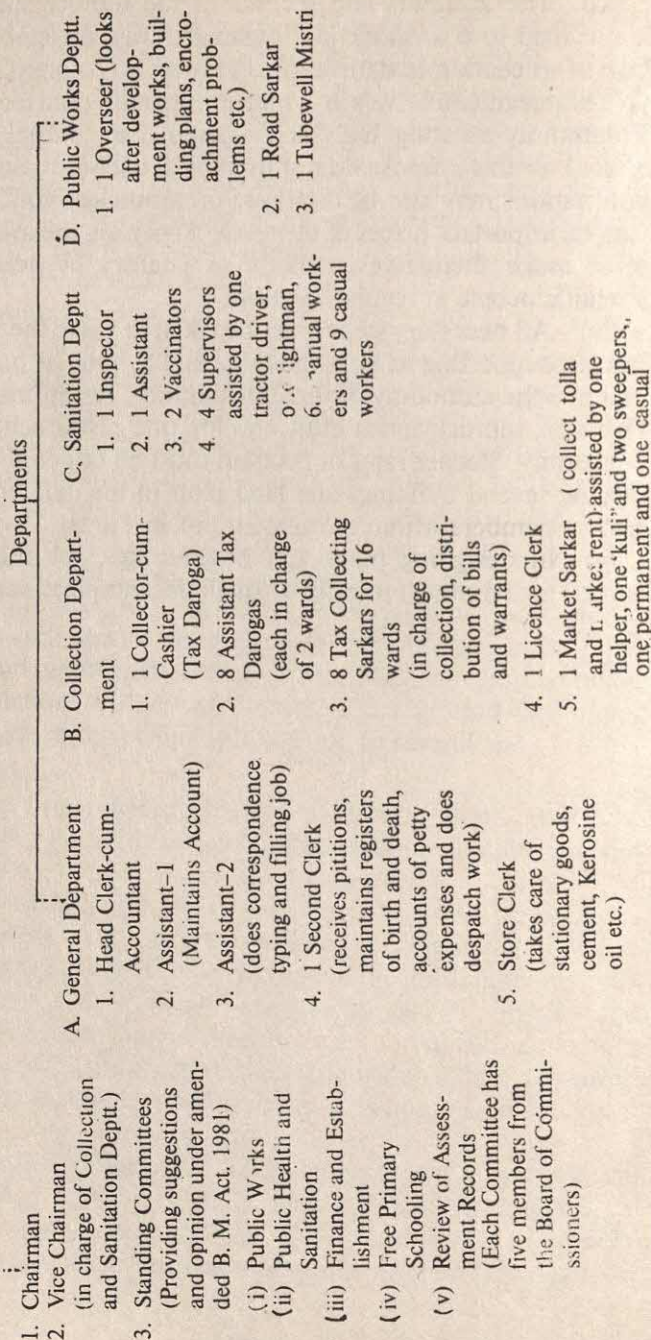 Departments
1. Chairman
2. Vice Chairman
(in charge of Collection
and Sanitation Deptt.)
3. Standing Committees
(Providing suggestions
and opinion under amen-
ded B. M. Act. 1981)
(i) Public Works
(ii) Public Health and
Sanitation
(iii) Finance and Estab-
lishment
(iv) Free Primary
Schooling
(v) Review of Assess-
ment Records
(Each Committee has
five members from
the Board of Commi-
ssioners)
A. General Department
1. Head Clerk-cum-
Accountant
2. Assistant–1
(Maintains Account)
3. Assistant–2
(does correspondence
typing and filling job)
4. 1 Second Clerk
(receives pititions,
maintains registers
of birth and death,
accounts of petty
expenses and does
despatch work)
5. Store Clerk
(takes care of
stationary goods,
cement, Kerosine
oil etc.)
B. Collection Depart-
ment
1. 1 Collector-cum-
Cashier
(Tax Daroga)
2. 8 Assistant Tax
Darogas
(each in charge
of 2 wards)
3. 8 Tax Collecting
Sarkars for 16
wards
(in charge of
collection, distri-
bution of bills
and warrants)
4. 1 Licence Clerk
5. 1 Market Sarkar (collect tolla
and market rent) assisted by one
helper, one 'kuli" and two sweepers,,
one permanent and one casual
C. Sanitation Deptt
1. 1 Inspector
2. 1 Assistant
3. 2 Vaccinators
4. 4 Supervisors
assisted by one
tractor driver,
manual work-
ers and 9 casual
workers
D. Public Works Deptt.
1. 1 Overseer (looks
after develop-
ment works, buil-
ding plans, encro-
achment prob-
lems etc.)
2. 1 Road Sarkar
3. 1 Tubewell Mistri